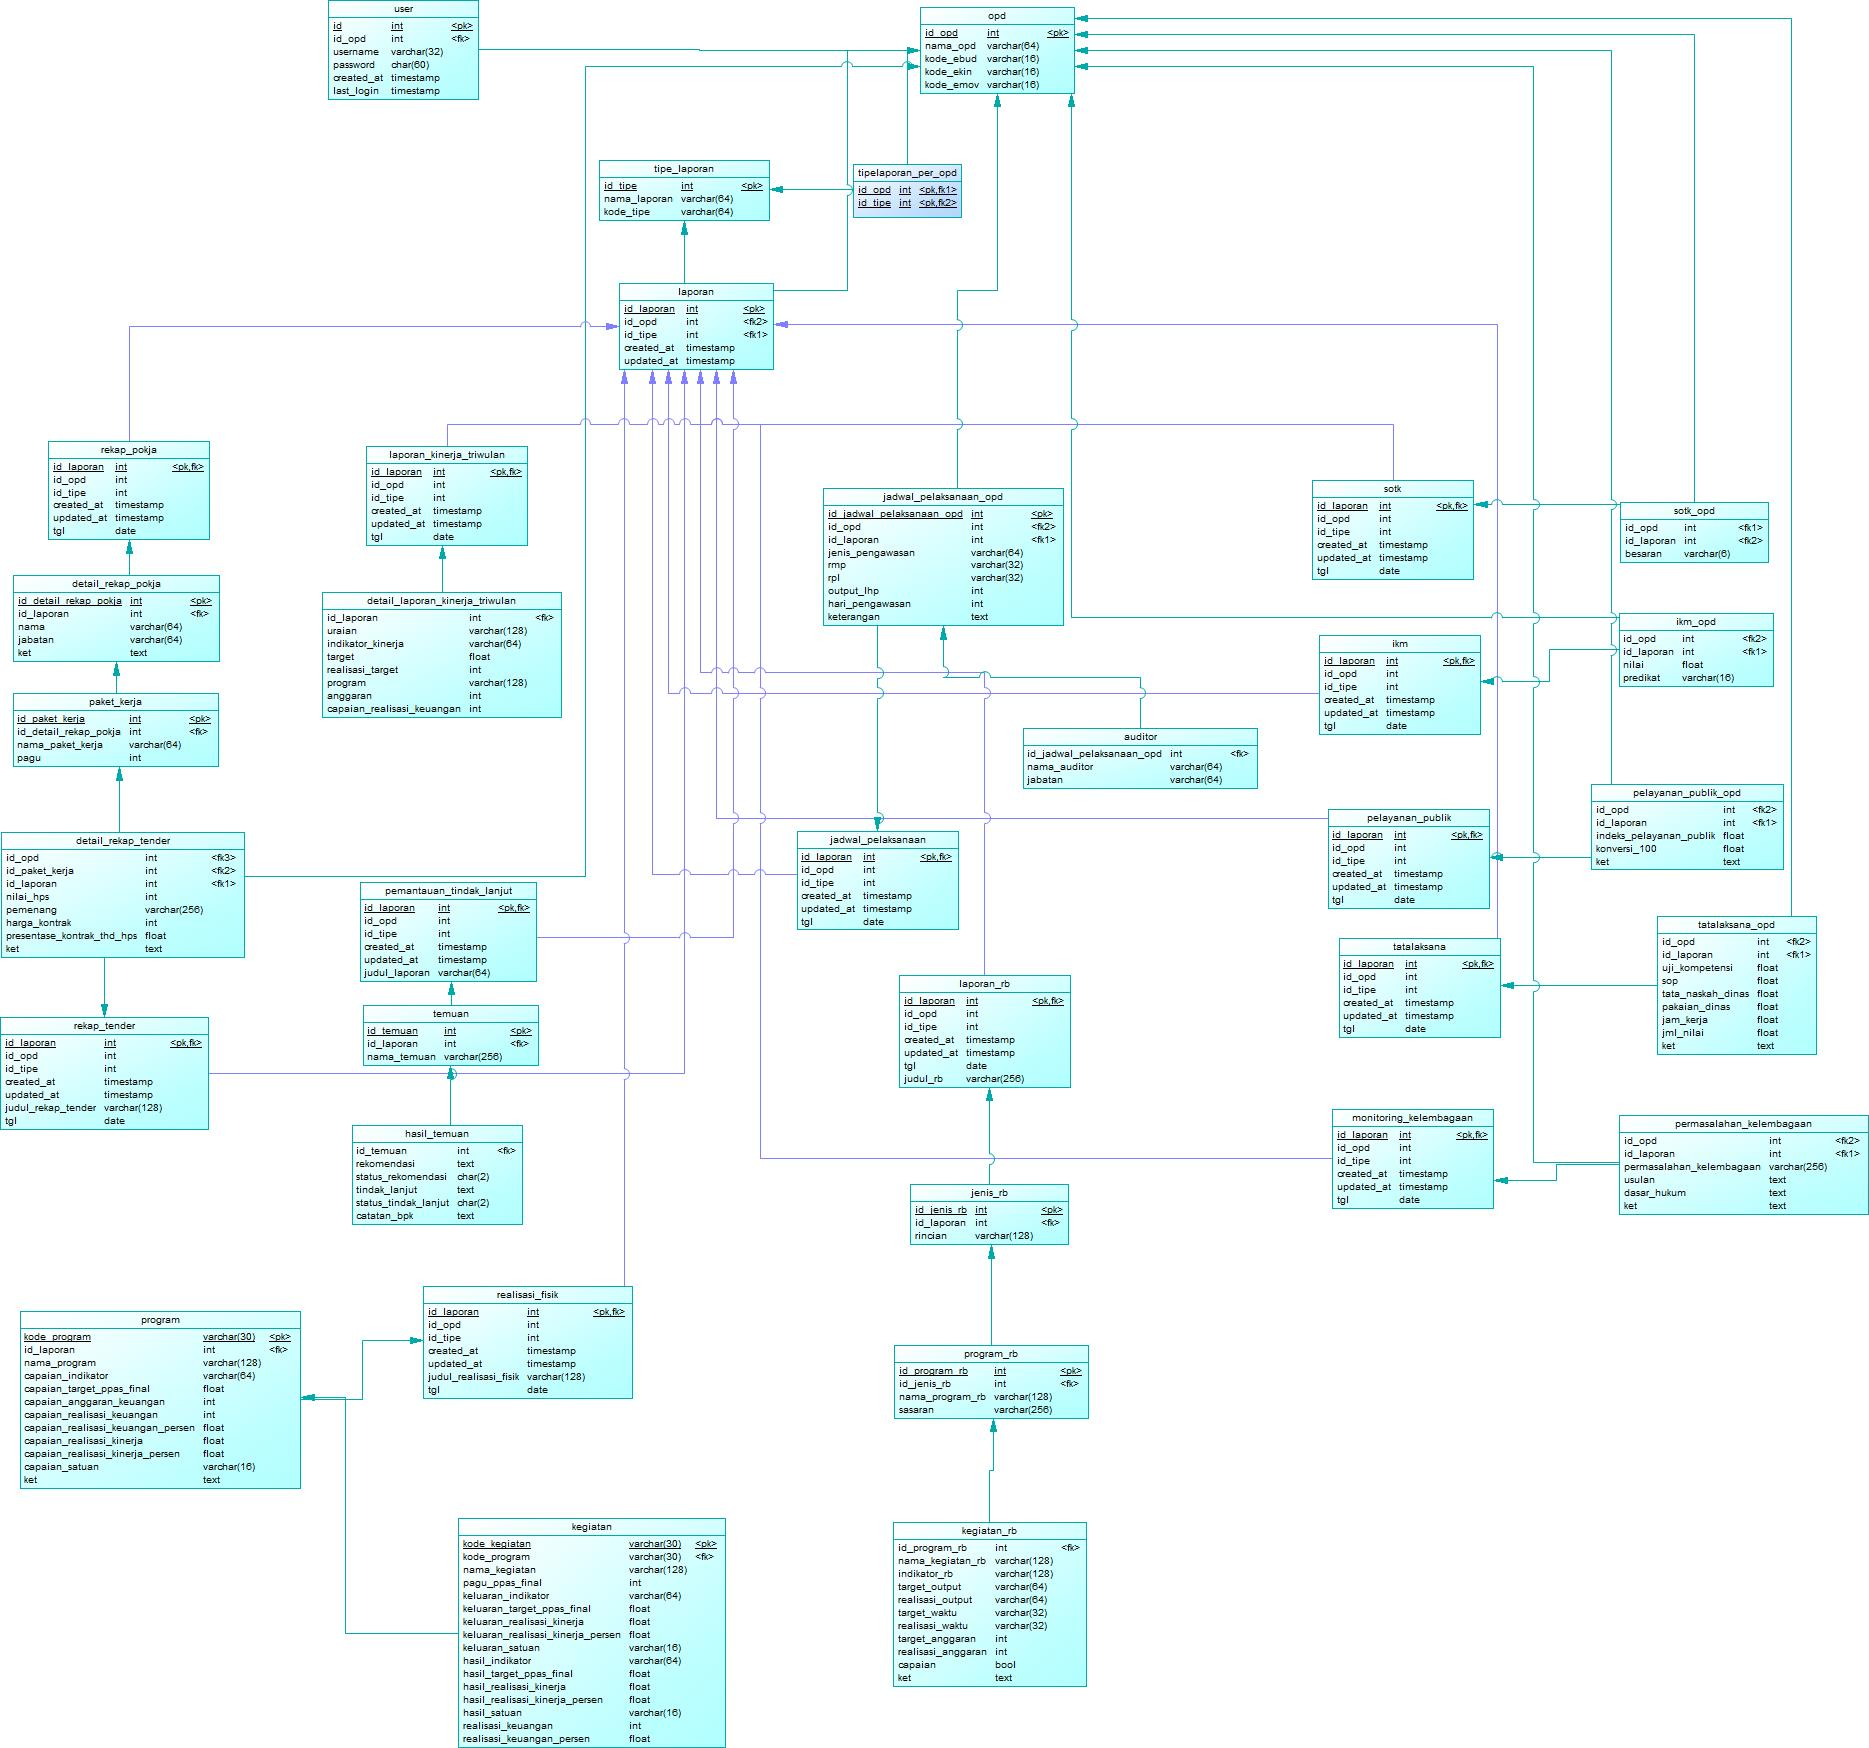 user
id int <pk>
id_opd int <fk>
username varchar(32)
password char(60)
created_at timestamp
last_login timestamp
opd
id_opd int <pk>
nama_opd varchar(64)
kode_ebud varchar(16)
kode_ekin varchar(16)
kode_emov varchar(16)
tipe_laporan
id_tipe int <pk>
nama_laporan varchar(64)
kode_tipe varchar(64)
tipelaporan_per_opd
id_opd int <pk,fk1>
id_tipe int <pk,fk2>
laporan
id_laporan int <pk>
id_opd int <fk2>
id_tipe int <fk1>
created_at timestamp
updated_at timestamp
rekap_pokja
id_laporan int <pk,fk>
id_opd int
id_tipe int
created_at timestamp
updated_at timestamp
tgl date
laporan_kinerja_triwulan
id_laporan int <pk,fk>
id_opd int
id_tipe int
created_at timestamp
updated_at timestamp
tgl date
jadwal_pelaksanaan_opd
id_jadwal_pelaksanaan_opd int <pk>
id_opd int <fk2>
id_laporan int <fk1>
jenis_pengawasan varchar(64)
rmp varchar(32)
rpl varchar(32)
output_lhp int
hari_pengawasan int
keterangan text
sotk
id_laporan int <pk,fk>
id_opd int
id_tipe int
created_at timestamp
updated_at timestamp
tgl date
sotk_opd
id_opd int <fk1>
id_laporan int <fk2>
besaran varchar(6)
detail_rekap_pokja
id_detail_rekap_pokja int <pk>
id_laporan int <fk>
nama varchar(64)
jabatan varchar(64)
ket text
detail_laporan_kinerja_triwulan
id_laporan int <fk>
uraian varchar(128)
indikator_kinerja varchar(64)
target float
realisasi_target int
program varchar(128)
anggaran int
capaian_realisasi_keuangan int
ikm
id_laporan int <pk,fk>
id_opd int
id_tipe int
created_at timestamp
updated_at timestamp
tgl date
ikm_opd
id_opd int <fk2>
id_laporan int <fk1>
nilai float
predikat varchar(16)
paket_kerja
id_paket_kerja int <pk>
id_detail_rekap_pokja int <fk>
nama_paket_kerja varchar(64)
pagu int
auditor
id_jadwal_pelaksanaan_opd int <fk>
nama_auditor varchar(64)
jabatan varchar(64)
pelayanan_publik
id_laporan int <pk,fk>
id_opd int
id_tipe int
created_at timestamp
updated_at timestamp
tgl date
pelayanan_publik_opd
id_opd int <fk2>
id_laporan int <fk1>
indeks_pelayanan_publik float
konversi_100 float
ket text
detail_rekap_tender
id_opd int <fk3>
id_paket_kerja int <fk2>
id_laporan int <fk1>
nilai_hps int
pemenang varchar(256)
harga_kontrak int
presentase_kontrak_thd_hps float
ket text
jadwal_pelaksanaan
id_laporan int <pk,fk>
id_opd int
id_tipe int
created_at timestamp
updated_at timestamp
tgl date
pemantauan_tindak_lanjut
id_laporan int <pk,fk>
id_opd int
id_tipe int
created_at timestamp
updated_at timestamp
judul_laporan varchar(64)
tatalaksana
id_laporan int <pk,fk>
id_opd int
id_tipe int
created_at timestamp
updated_at timestamp
tgl date
tatalaksana_opd
id_opd int <fk2>
id_laporan int <fk1>
uji_kompetensi float
sop float
tata_naskah_dinas float
pakaian_dinas float
jam_kerja float
jml_nilai float
ket text
rekap_tender
id_laporan int <pk,fk>
id_opd int
id_tipe int
created_at timestamp
updated_at timestamp
judul_rekap_tender varchar(128)
tgl date
temuan
id_temuan int <pk>
id_laporan int <fk>
nama_temuan varchar(256)
laporan_rb
id_laporan int <pk,fk>
id_opd int
id_tipe int
created_at timestamp
updated_at timestamp
tgl date
judul_rb varchar(256)
hasil_temuan
id_temuan int <fk>
rekomendasi text
status_rekomendasi char(2)
tindak_lanjut text
status_tindak_lanjut char(2)
catatan_bpk text
monitoring_kelembagaan
id_laporan int <pk,fk>
id_opd int
id_tipe int
created_at timestamp
updated_at timestamp
tgl date
permasalahan_kelembagaan
id_opd int <fk2>
id_laporan int <fk1>
permasalahan_kelembagaan varchar(256)
usulan text
dasar_hukum text
ket text
jenis_rb
id_jenis_rb int <pk>
id_laporan int <fk>
rincian varchar(128)
realisasi_fisik
id_laporan int <pk,fk>
id_opd int
id_tipe int
created_at timestamp
updated_at timestamp
judul_realisasi_fisik varchar(128)
tgl date
program
kode_program varchar(30) <pk>
id_laporan int <fk>
nama_program varchar(128)
capaian_indikator varchar(64)
capaian_target_ppas_final float
capaian_anggaran_keuangan int
capaian_realisasi_keuangan int
capaian_realisasi_keuangan_persen float
capaian_realisasi_kinerja float
capaian_realisasi_kinerja_persen float
capaian_satuan varchar(16)
ket text
program_rb
id_program_rb int <pk>
id_jenis_rb int <fk>
nama_program_rb varchar(128)
sasaran varchar(256)
kegiatan
kode_kegiatan varchar(30) <pk>
kode_program varchar(30) <fk>
nama_kegiatan varchar(128)
pagu_ppas_final int
keluaran_indikator varchar(64)
keluaran_target_ppas_final float
keluaran_realisasi_kinerja float
keluaran_realisasi_kinerja_persen float
keluaran_satuan varchar(16)
hasil_indikator varchar(64)
hasil_target_ppas_final float
hasil_realisasi_kinerja float
hasil_realisasi_kinerja_persen float
hasil_satuan varchar(16)
realisasi_keuangan int
realisasi_keuangan_persen float
kegiatan_rb
id_program_rb int <fk>
nama_kegiatan_rb varchar(128)
indikator_rb varchar(128)
target_output varchar(64)
realisasi_output varchar(64)
target_waktu varchar(32)
realisasi_waktu varchar(32)
target_anggaran int
realisasi_anggaran int
capaian bool
ket text